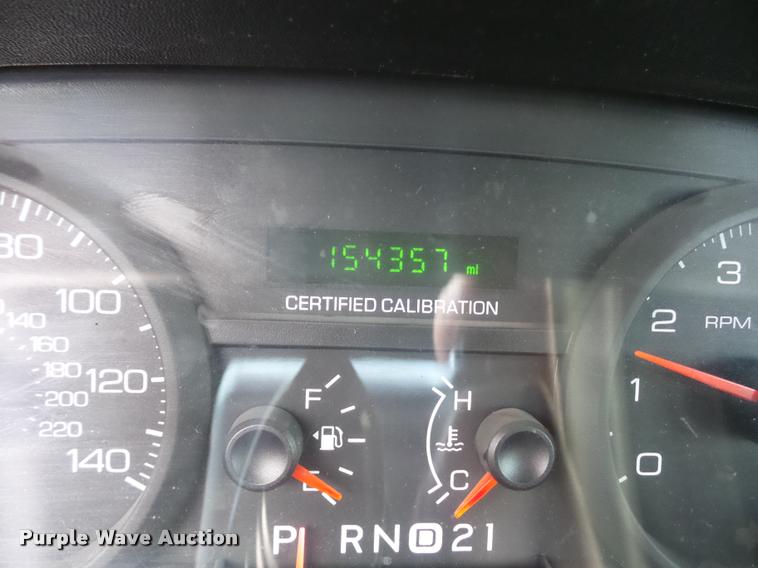 154357 mi
CERTIFIED CALIBRATION
80
100
120
140
140
160
180
200
220
3
2
1
0
RPM
F
E
H
C
P R N D 2 1
Purple Wave Auction